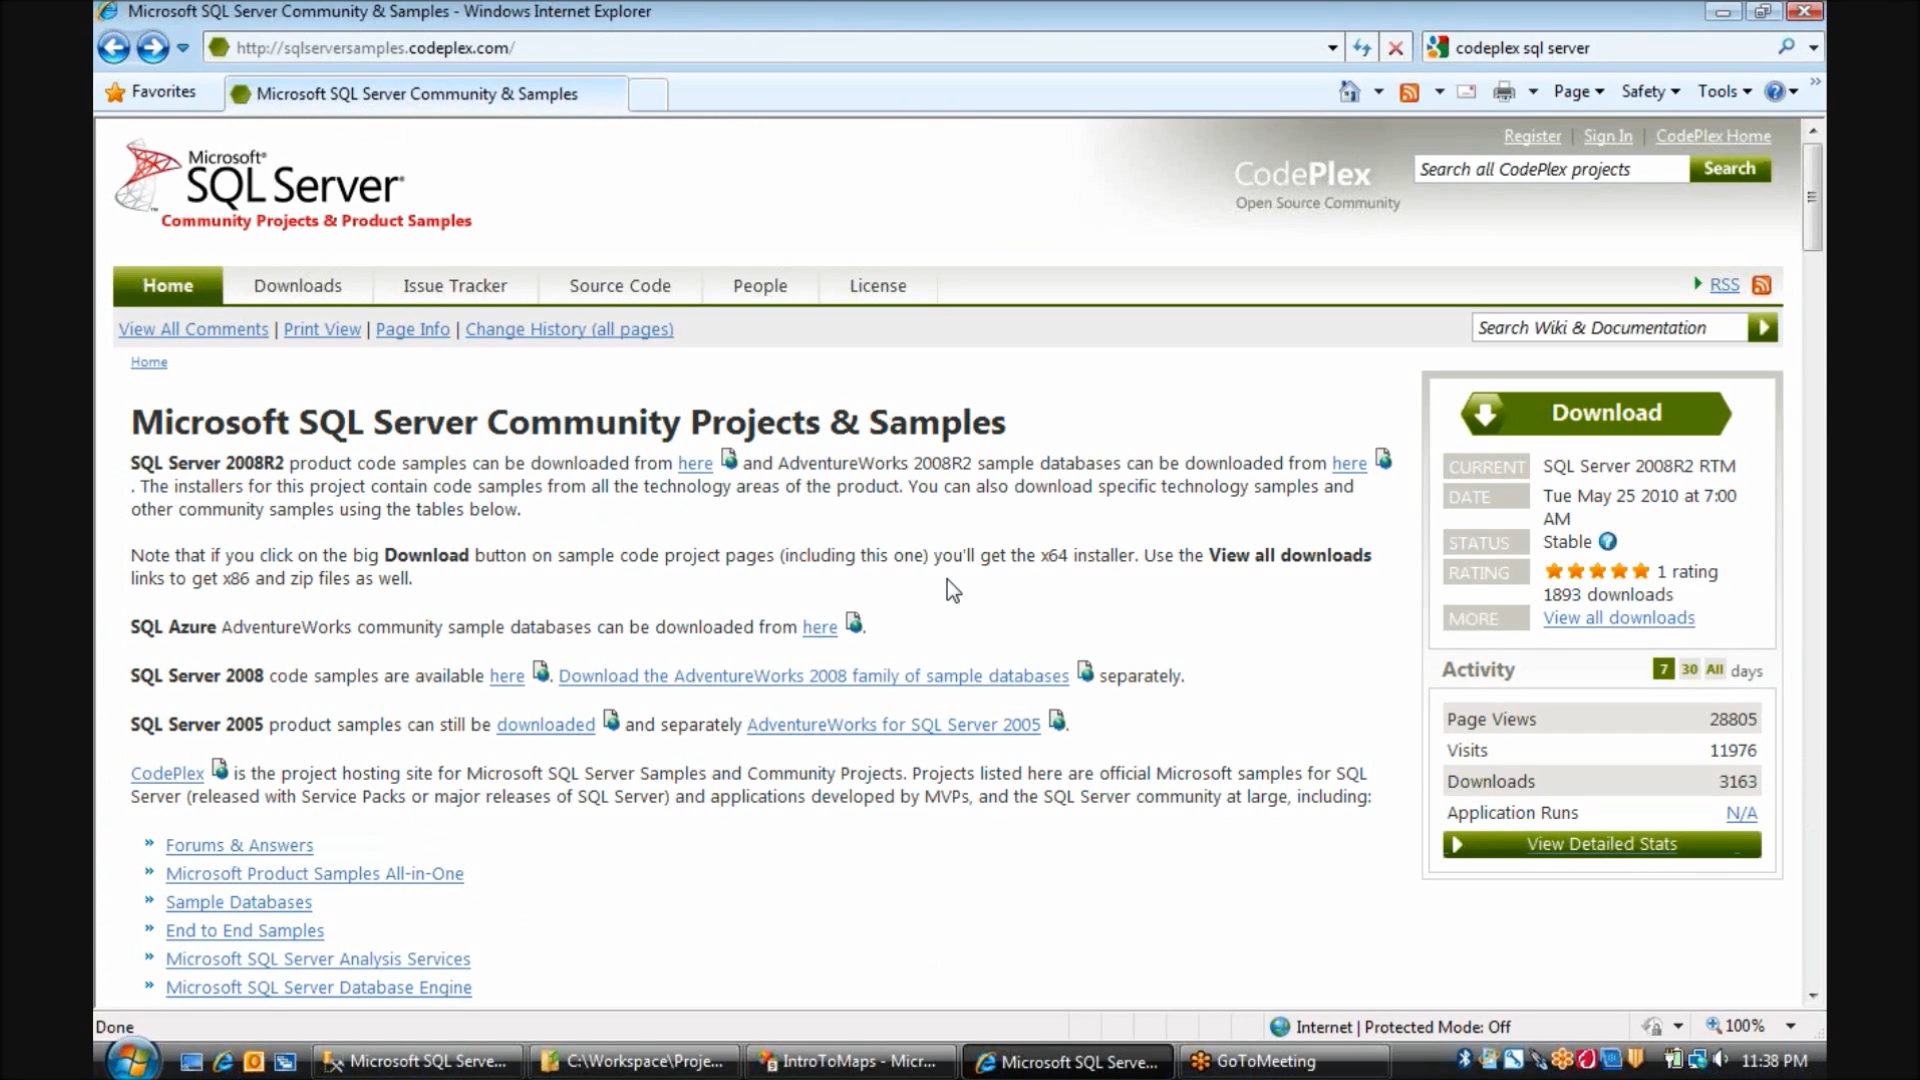 Microsoft SQL Server Community & Samples - Windows Internet Explorer
http://sqlserversamples.codeplex.com/
codeplex sql server
Favorites
Microsoft SQL Server Community & Samples
Page
Safety
Tools
Register | Sign In | CodePlex Home
Microsoft®
SQL Server
Community Projects & Product Samples
CodePlex
Open Source Community
Search all CodePlex projects
Search
Home
Downloads
Issue Tracker
Source Code
People
License
RSS
View All Comments | Print View | Page Info | Change History (all pages)
Search Wiki & Documentation
Home
Microsoft SQL Server Community Projects & Samples
SQL Server 2008R2 product code samples can be downloaded from here and AdventureWorks 2008R2 sample databases can be downloaded from here
. The installers for this project contain code samples from all the technology areas of the product. You can also download specific technology samples and
other community samples using the tables below.
Note that if you click on the big Download button on sample code project pages (including this one) you'll get the x64 installer. Use the View all downloads
links to get x86 and zip files as well.
SQL Azure AdventureWorks community sample databases can be downloaded from here .
SQL Server 2008 code samples are available here . Download the AdventureWorks 2008 family of sample databases separately.
SQL Server 2005 product samples can still be downloaded and separately AdventureWorks for SQL Server 2005 .
CodePlex is the project hosting site for Microsoft SQL Server Samples and Community Projects. Projects listed here are official Microsoft samples for SQL
Server (released with Service Packs or major releases of SQL Server) and applications developed by MVPs, and the SQL Server community at large, including:
» Forums & Answers
» Microsoft Product Samples All-in-One
» Sample Databases
» End to End Samples
» Microsoft SQL Server Analysis Services
» Microsoft SQL Server Database Engine
Download
CURRENT SQL Server 2008R2 RTM
DATE Tue May 25 2010 at 7:00
AM
STATUS Stable
RATING 1 rating
1893 downloads
MORE View all downloads
Activity 7 30 All days
Page Views 28805
Visits 11976
Downloads 3163
Application Runs N/A
View Detailed Stats
Done
Internet | Protected Mode: Off
100%
Microsoft SQL Serve...
C:\Workspace\Proje...
IntroToMaps - Micr...
Microsoft SQL Serve...
GoToMeeting
11:38 PM